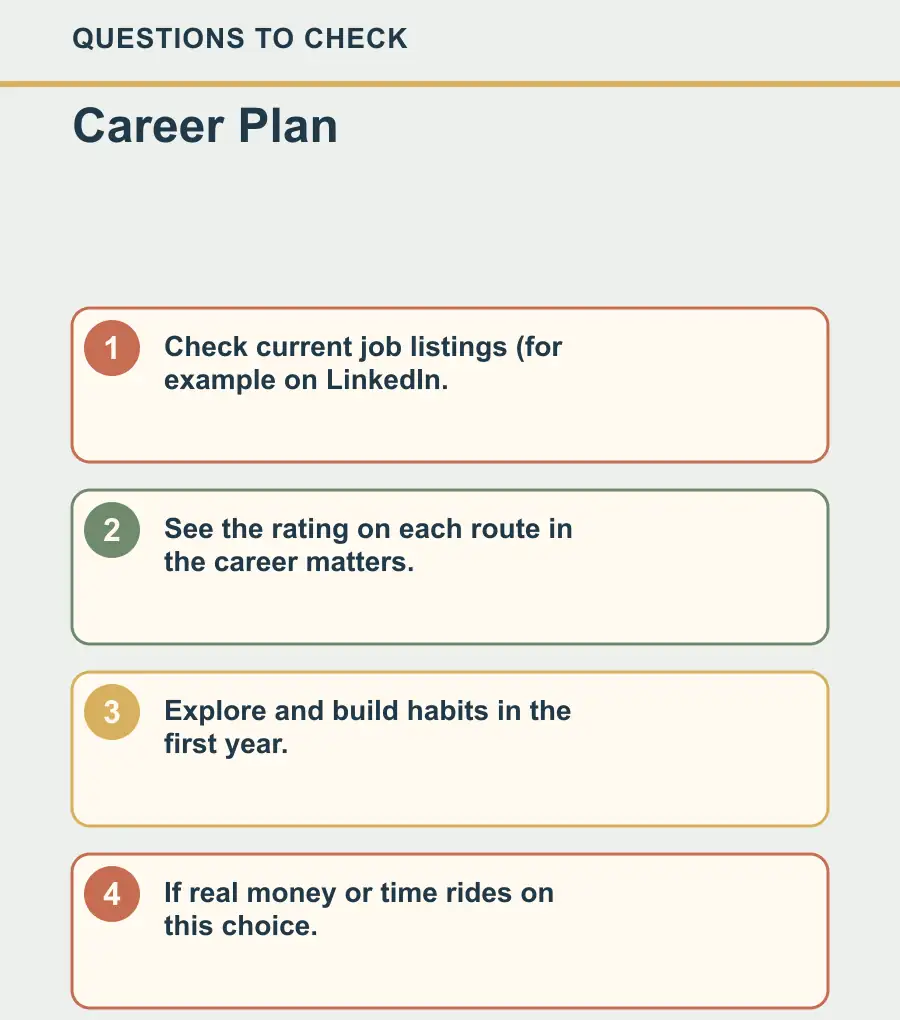 QUESTIONS TO CHECK
Career Plan
1
Check current job listings (for
example on LinkedIn.
2
See the rating on each route in
the career matters.
3
Explore and build habits in the
first year.
4
If real money or time rides on
this choice.